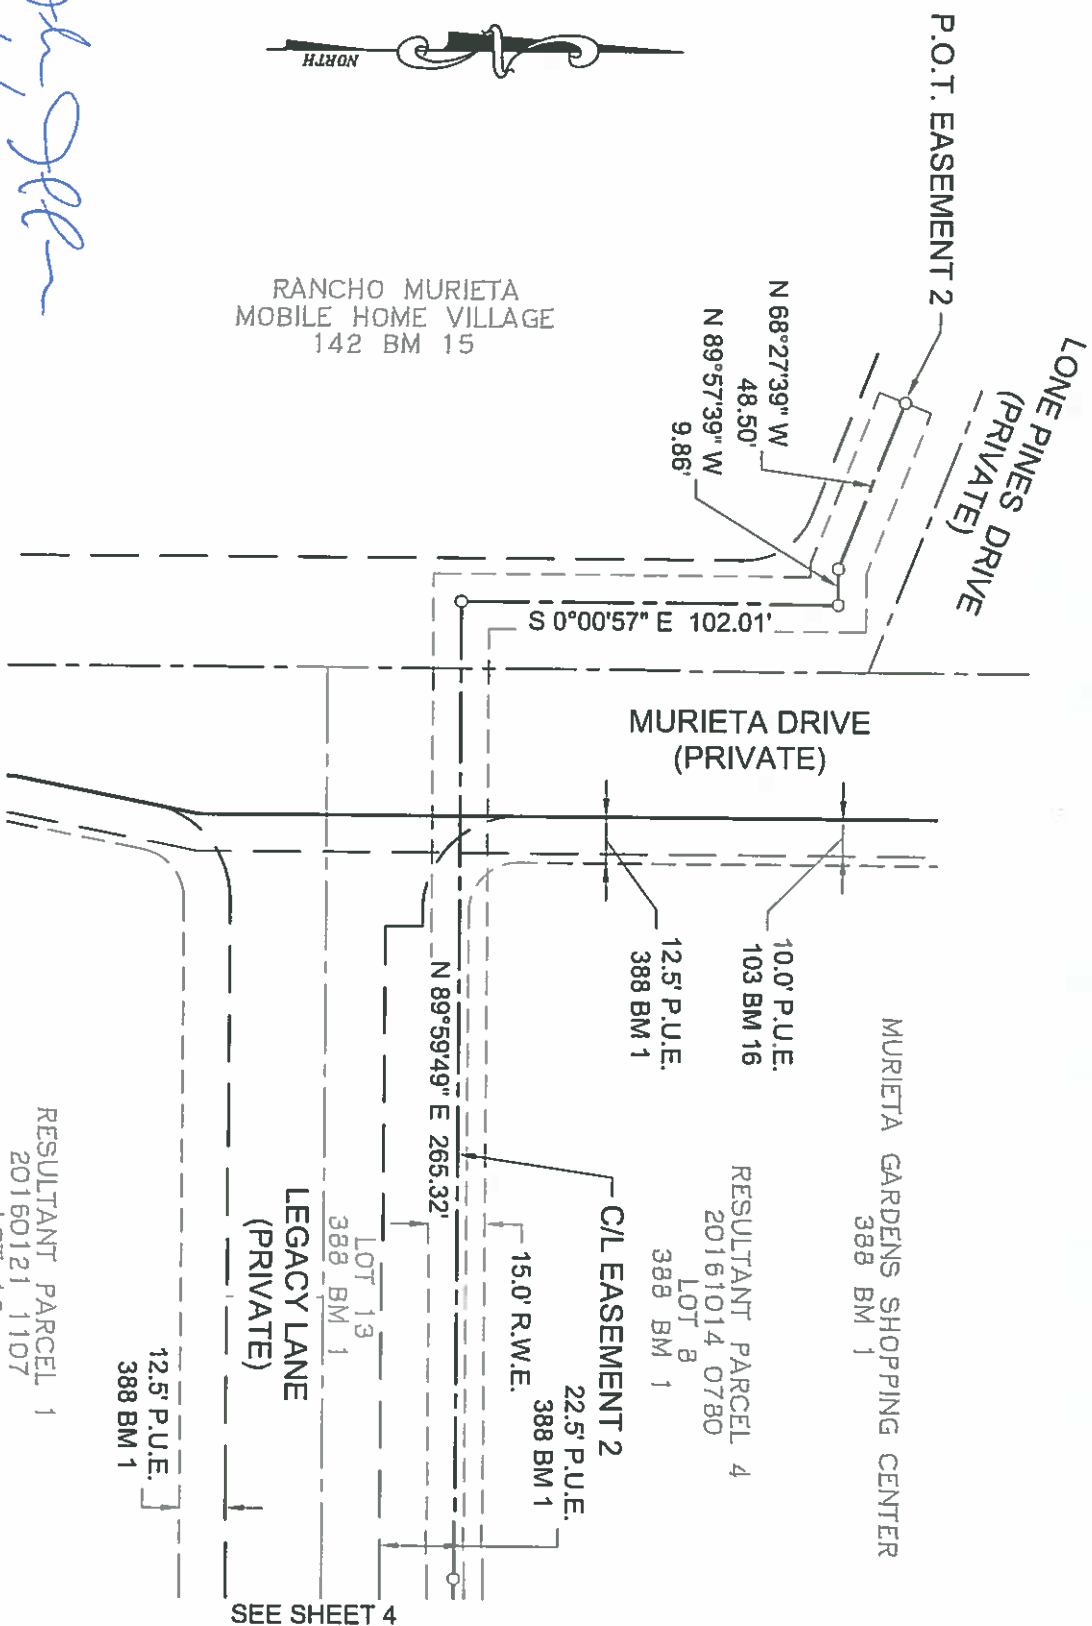 NORTH
P.O.T. EASEMENT 2
LONE PINES DRIVE
(PRIVATE)
N 68°27'39" W
48.50'
N 89°57'39" W
9.86'
RANCHO MURIETA
MOBILE HOME VILLAGE
142 BM 15
S 0°00'57" E 102.01'
MURIETA DRIVE
(PRIVATE)
10.0' P.U.E.
103 BM 16
12.5' P.U.E.
388 BM 1
MURIETA GARDENS SHOPPING CENTER
388 BM 1
RESULTANT PARCEL 4
20161014 0780
LOT 8
388 BM 1
N 89°59'49" E 265.32'
C/L EASEMENT 2
15.0' R.W.E.
22.5' P.U.E.
388 BM 1
LOT 13
388 BM 1
LEGACY LANE
(PRIVATE)
12.5' P.U.E.
388 BM 1
RESULTANT PARCEL 1
20160121 1107
SEE SHEET 4